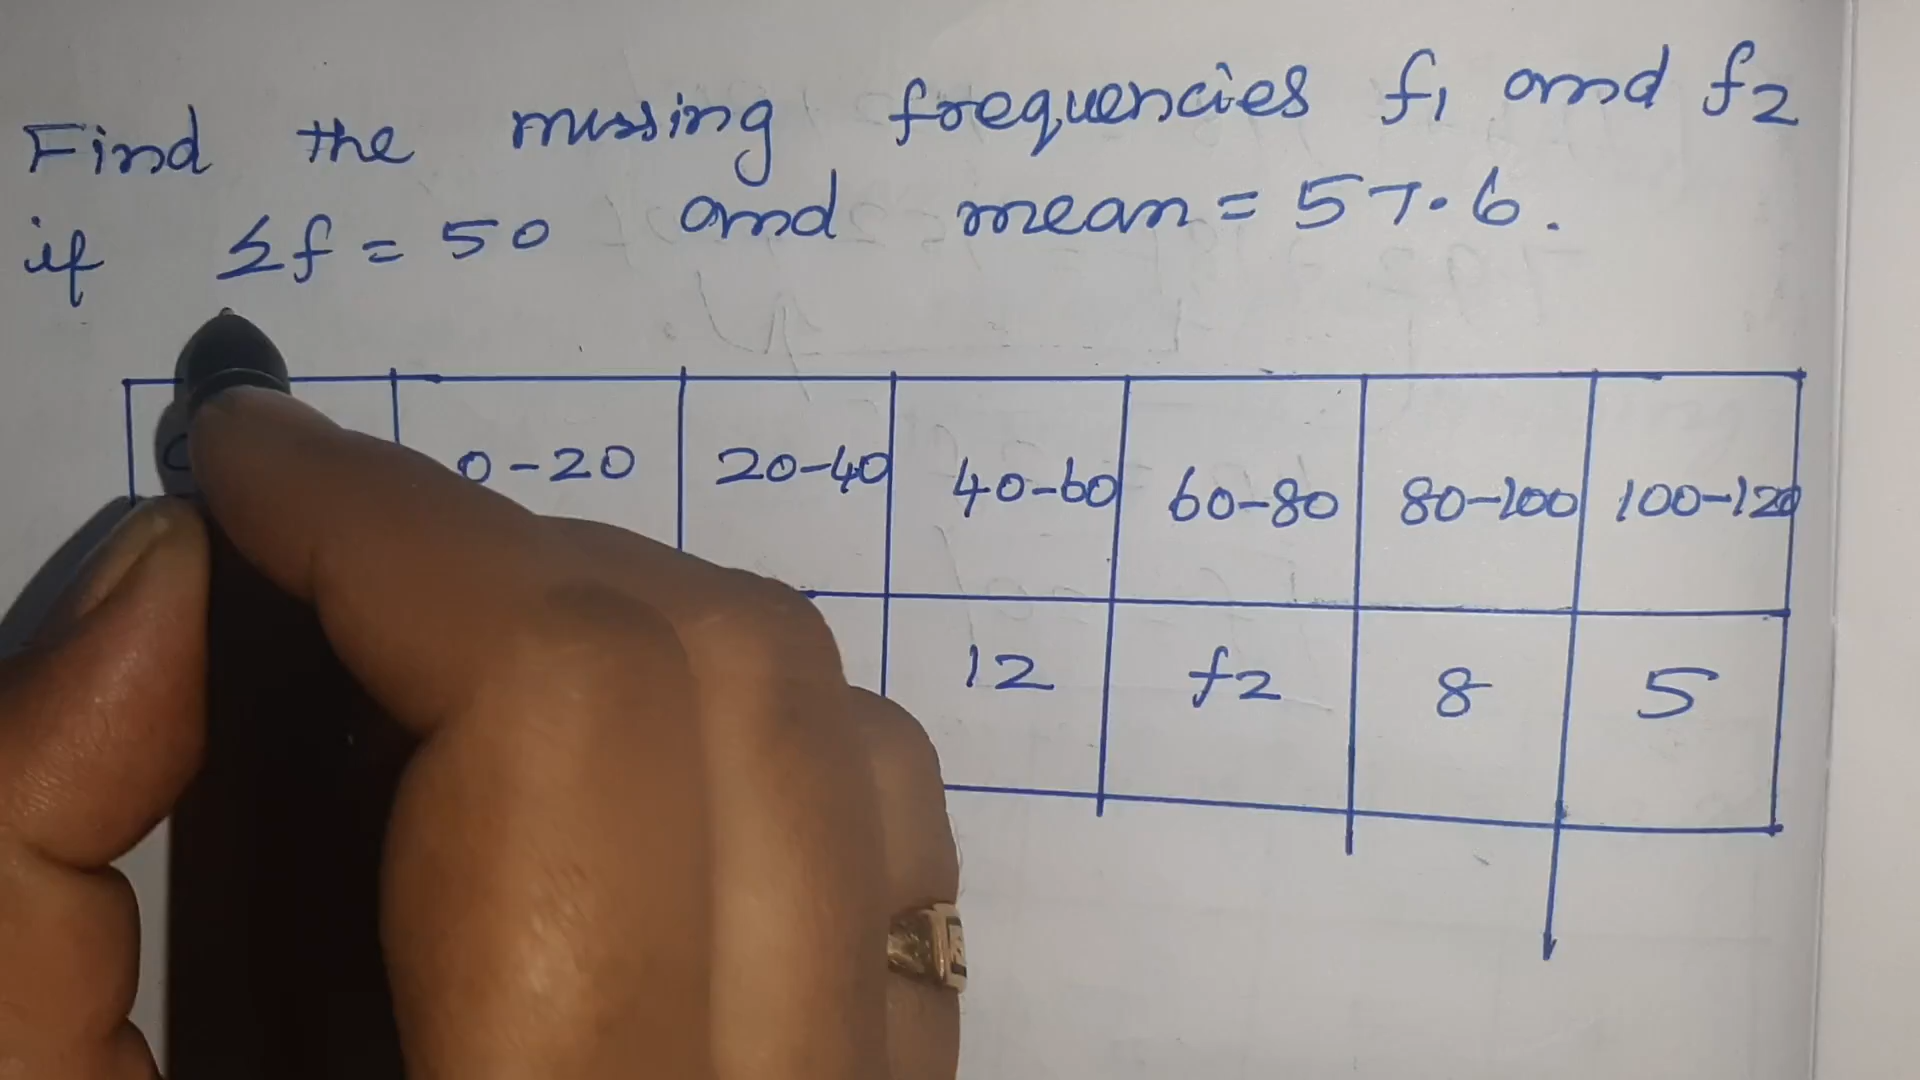 Find the missing frequencies f1 and f2
if Σf = 50 and mean = 57.6.
0-20 20-40 40-60 60-80 80-100 100-120
12 f2 8 5